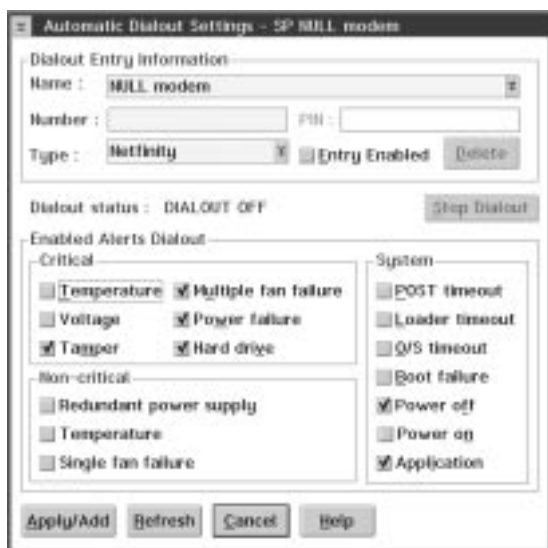 Automatic Dialout Settings - SP NULL modem
Dialout Entry Information
Name : NULL modem
Number : PIN :
Type : Netfinity Entry Enabled Delete
Dialout status : DIALOUT OFF Stop Dialout
Enabled Alerts Dialout
Critical
Temperature Multiple fan failure
Voltage Power failure
Tamper Hard drive
Non-critical
Redundant power supply
Temperature
Single fan failure
System
POST timeout
Loader timeout
O/S timeout
Boot failure
Power off
Power on
Application
Apply/Add Refresh Cancel Help